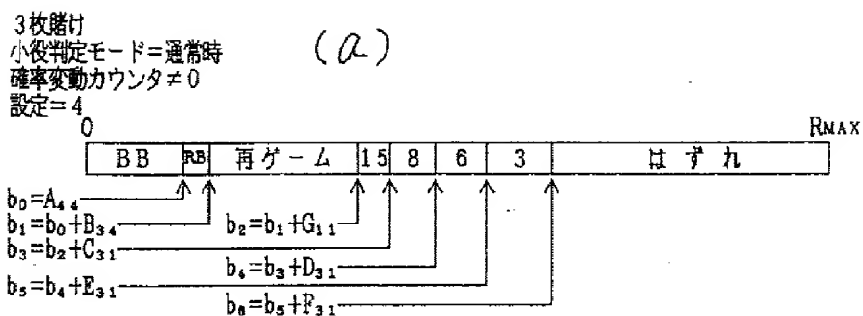 3枚賭け
小役判定モード=通常時
確率変動カウンタ≠0
設定=4
(a)
0 RMAX
BB RB 再ゲーム 15 8 6 3 はずれ
b₀=A₄₄
b₁=b₀+B₃₄ b₂=b₁+G₁₁
b₃=b₂+C₃₁
b₄=b₃+D₃₁
b₅=b₄+E₃₁
b₆=b₅+F₃₁